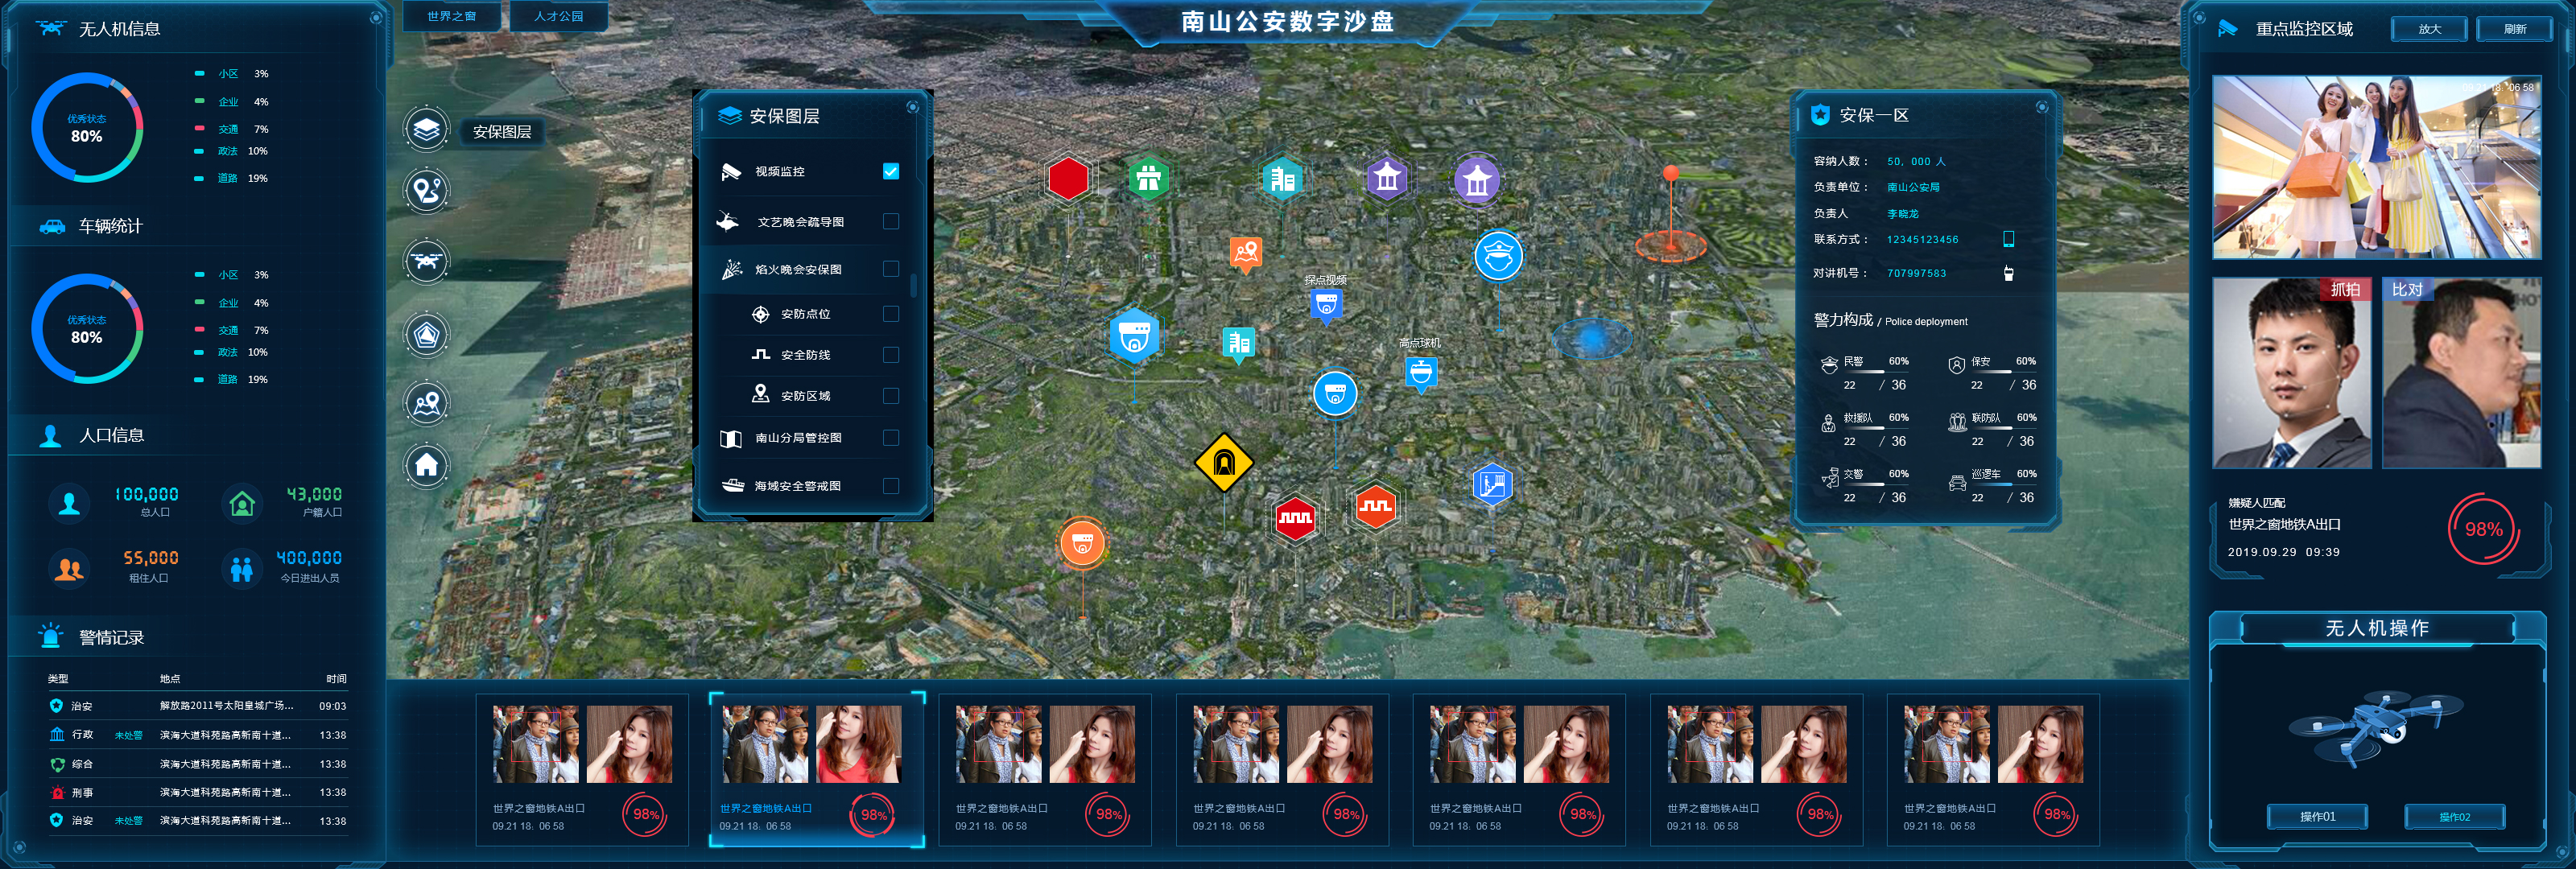 世界之窗
人才公园
南山公安数字沙盘
无人机信息
优秀状态
80%
小区 3%
企业 4%
交通 7%
政法 10%
道路 19%
车辆统计
优秀状态
80%
小区 3%
企业 4%
交通 7%
政法 10%
道路 19%
人口信息
100,000
总人口
43,000
户籍人口
55,000
租住人口
400,000
今日进出人员
警情记录
类型 地点 时间
治安 解放路2011号太阳皇城广场... 09:03
行政 未处警 滨海大道科苑路高新南十道... 13:38
综合 滨海大道科苑路高新南十道... 13:38
刑事 滨海大道科苑路高新南十道... 13:38
治安 未处警 滨海大道科苑路高新南十道... 13:38
安保图层
安保图层
视频监控
文艺晚会疏导图
焰火晚会安保图
安防点位
安全防线
安防区域
南山分局管控图
海域安全警戒图
探点视频
高点球机
安保一区
容纳人数： 50，000 人
负责单位： 南山公安局
负责人 李晓龙
联系方式： 12345123456
对讲机号： 707997583
警力构成 / Police deployment
民警 60%
22 / 36
保安 60%
22 / 36
救援队 60%
22 / 36
联防队 60%
22 / 36
交警 60%
22 / 36
巡逻车 60%
22 / 36
重点监控区域
放大
刷新
09.21 18：06 58
抓拍
比对
嫌疑人匹配
世界之窗地铁A出口
2019.09.29 09:39
98%
无人机操作
操作01
操作02
世界之窗地铁A出口
09.21 18：06 58
98%
世界之窗地铁A出口
09.21 18：06 58
98%
世界之窗地铁A出口
09.21 18：06 58
98%
世界之窗地铁A出口
09.21 18：06 58
98%
世界之窗地铁A出口
09.21 18：06 58
98%
世界之窗地铁A出口
09.21 18：06 58
98%
世界之窗地铁A出口
09.21 18：06 58
98%